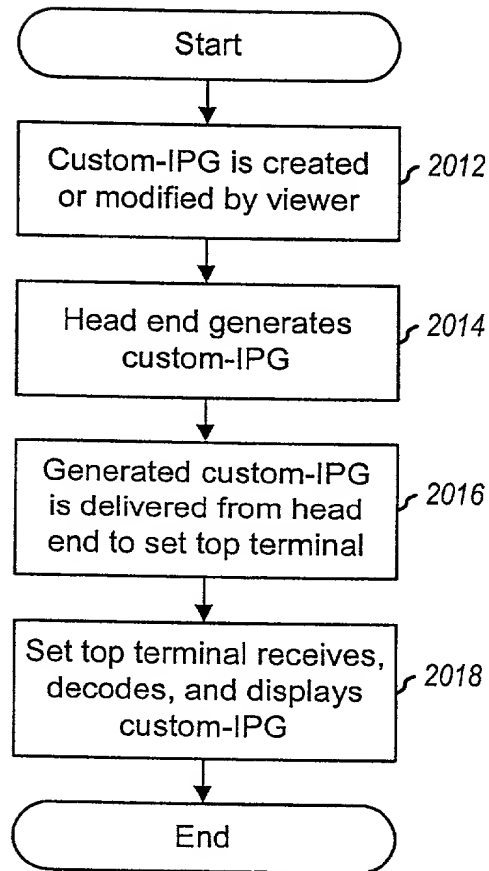 Start
Custom-IPG is created
or modified by viewer
2012
Head end generates
custom-IPG
2014
Generated custom-IPG
is delivered from head
end to set top terminal
2016
Set top terminal receives,
decodes, and displays
custom-IPG
2018
End